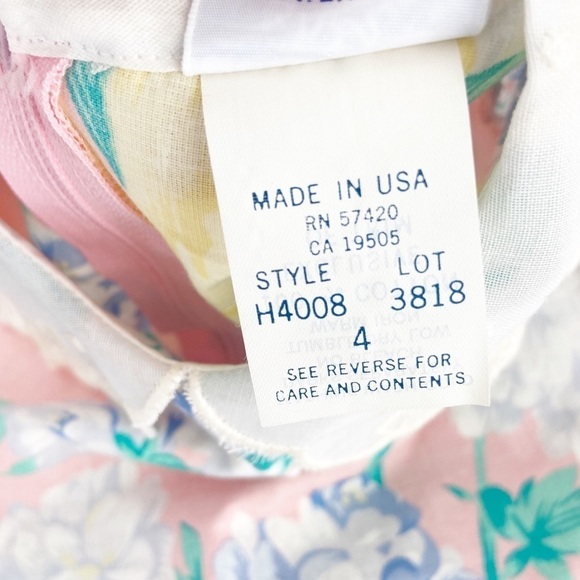 MADE IN USA
RN 57420
CA 19505
STYLE LOT
H4008 3818
4
SEE REVERSE FOR
CARE AND CONTENTS